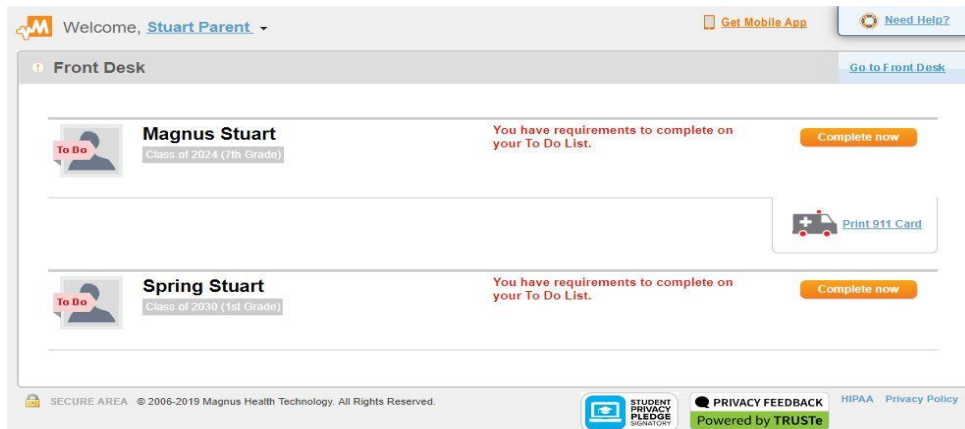 Welcome, Stuart Parent
Get Mobile App
Need Help?
Front Desk
Go to Front Desk
To Do
Magnus Stuart
Class of 2024 (7th Grade)
You have requirements to complete on
your To Do List.
Complete now
Print 911 Card
To Do
Spring Stuart
Class of 2030 (1st Grade)
You have requirements to complete on
your To Do List.
Complete now
SECURE AREA © 2006-2019 Magnus Health Technology. All Rights Reserved.
STUDENT
PRIVACY
PLEDGE
SIGNATORY
PRIVACY FEEDBACK
Powered by TRUSTe
HIPAA Privacy Policy